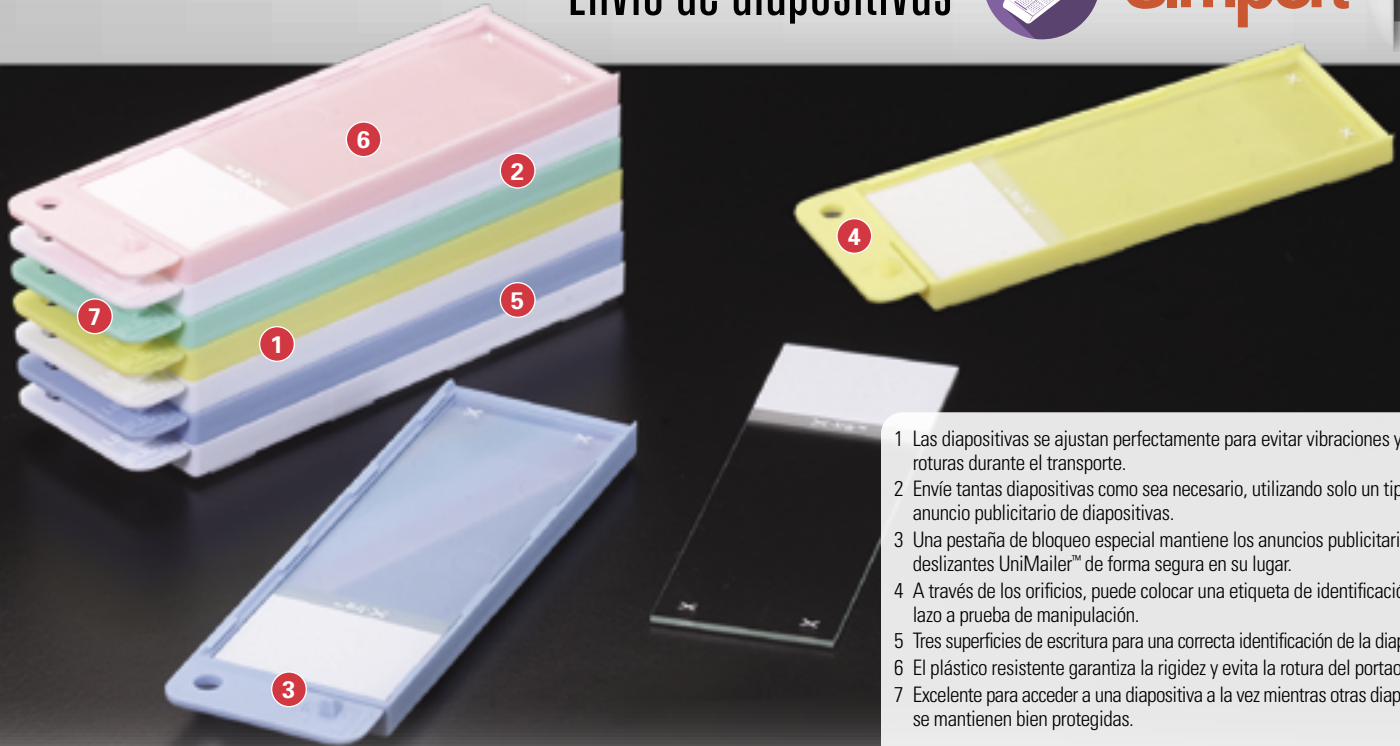 Envío de diapositivas
Simport
6
2
4
7
5
1
3
1 Las diapositivas se ajustan perfectamente para evitar vibraciones y
roturas durante el transporte.
2 Envíe tantas diapositivas como sea necesario, utilizando solo un
anuncio publicitario de diapositivas.
3 Una pestaña de bloqueo especial mantiene los anuncios
deslizantes UniMailer™ de forma segura en su lugar.
4 A través de los orificios, puede colocar una etiqueta de
lazo a prueba de manipulación.
5 Tres superficies de escritura para una correcta identificación de la
6 El plástico resistente garantiza la rigidez y evita la rotura del
7 Excelente para acceder a una diapositiva a la vez mientras otras
se mantienen bien protegidas.